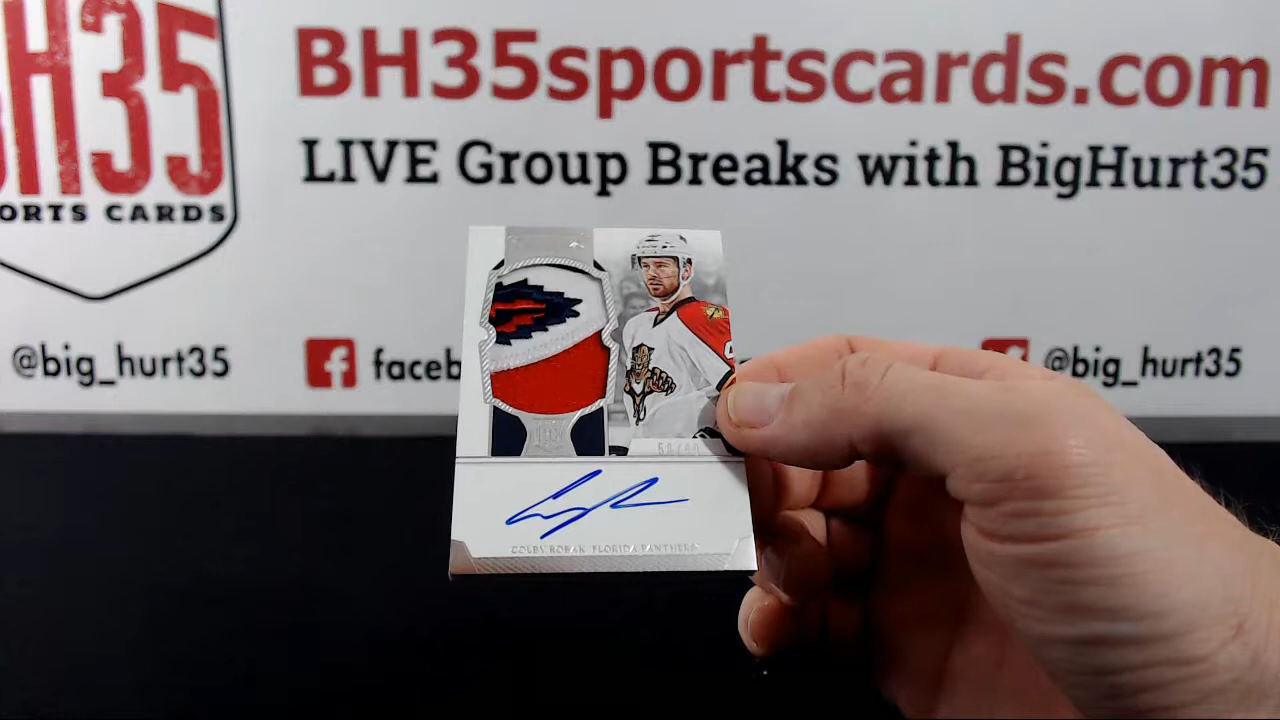 H35
ORTS CARDS
BH35sportscards.com
LIVE Group Breaks with BigHurt35
@big_hurt35
f
faceb
@big_hurt35
COLBY ROBAK FLORIDA PANTHERS